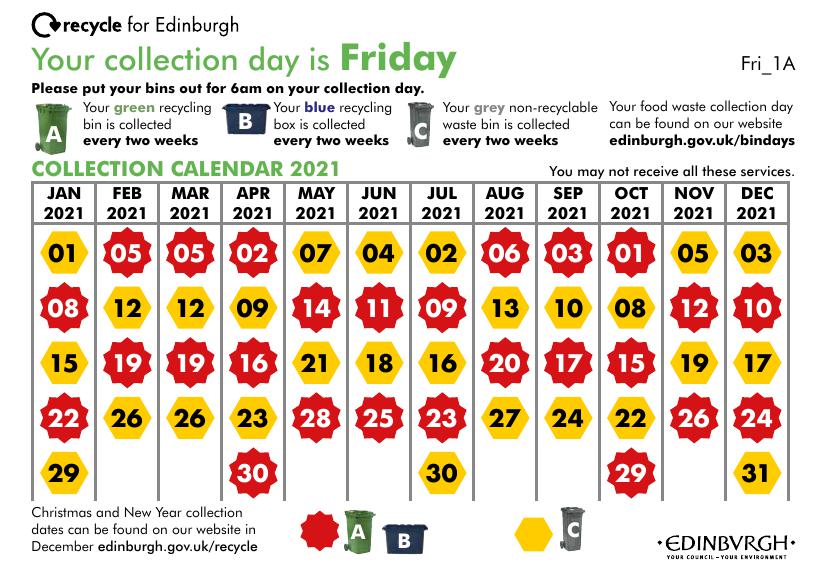 recycle for Edinburgh
Your collection day is Friday
Fri_1A
Please put your bins out for 6am on your collection day.
A
Your green recycling
bin is collected
every two weeks
B
Your blue recycling
box is collected
every two weeks
C
Your grey non-recyclable
waste bin is collected
every two weeks
Your food waste collection day
can be found on our website
edinburgh.gov.uk/bindays
COLLECTION CALENDAR 2021
You may not receive all these services.
JAN FEB MAR APR MAY JUN JUL AUG SEP OCT NOV DEC
2021 2021 2021 2021 2021 2021 2021 2021 2021 2021 2021 2021
01 05 05 02 07 04 02 06 03 01 05 03
08 12 12 09 14 11 09 13 10 08 12 10
15 19 19 16 21 18 16 20 17 15 19 17
22 26 26 23 28 25 23 27 24 22 26 24
29 30 30 29 31
Christmas and New Year collection
dates can be found on our website in
December edinburgh.gov.uk/recycle
A
B
C
·EDINBVRGH·
YOUR COUNCIL – YOUR ENVIRONMENT